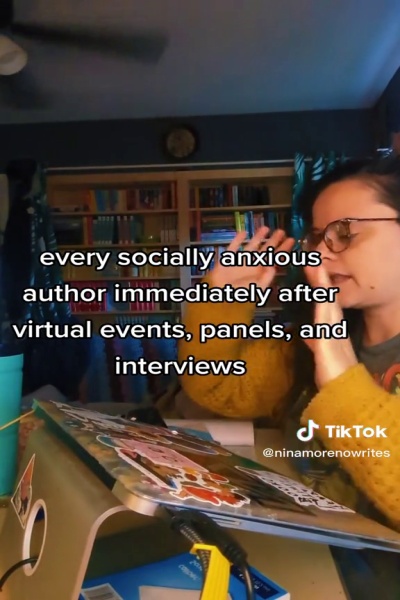 every socially anxious
author immediately after
virtual events, panels, and
interviews
TikTok
@ninamorenowrites